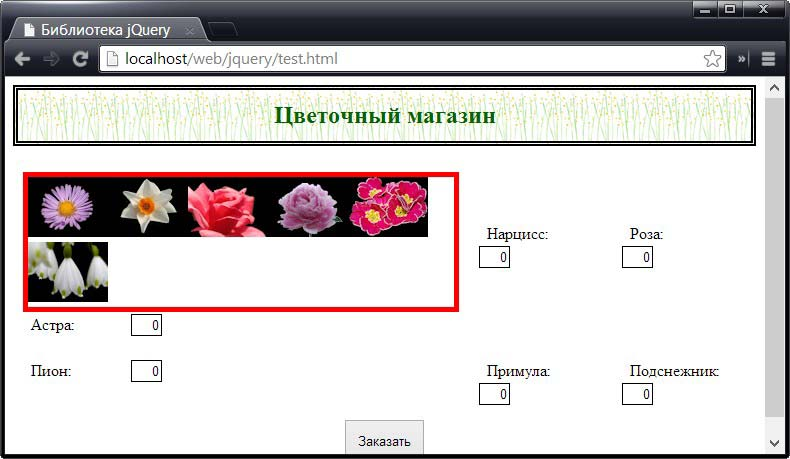 Библиотека jQuery
localhost/web/jquery/test.html
Цветочный магазин
Нарцисс: Роза:
0 0
Астра: 0
Пион: 0 Примула: Подснежник:
0 0
Заказать